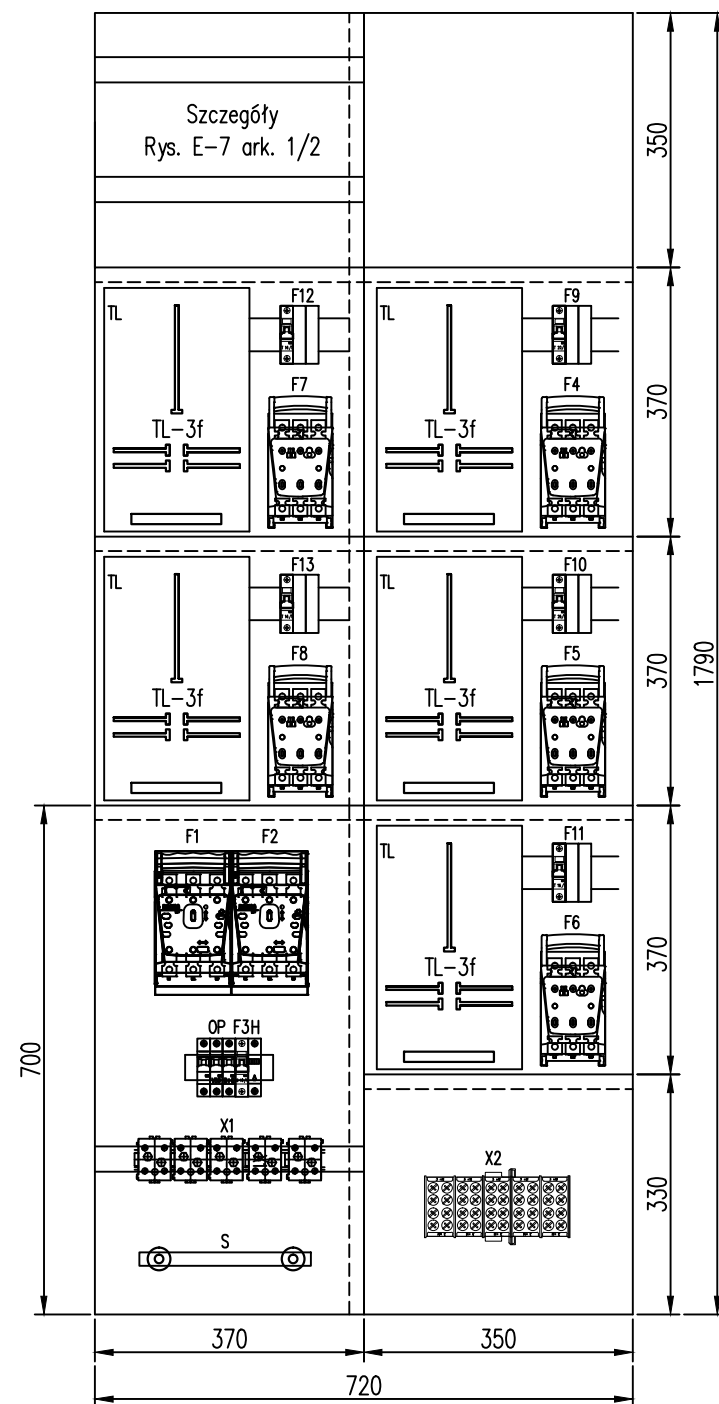 Szczegóły
Rys. E-7 ark. 1/2
350
TL
F12
F7
TL-3f
TL
F9
F4
TL-3f
370
1790
TL
F13
F8
TL-3f
TL
F10
F5
TL-3f
370
F1 F2
TL
F11
F6
TL-3f
370
OP F3 H
700
X1
X2
330
S
370
350
720